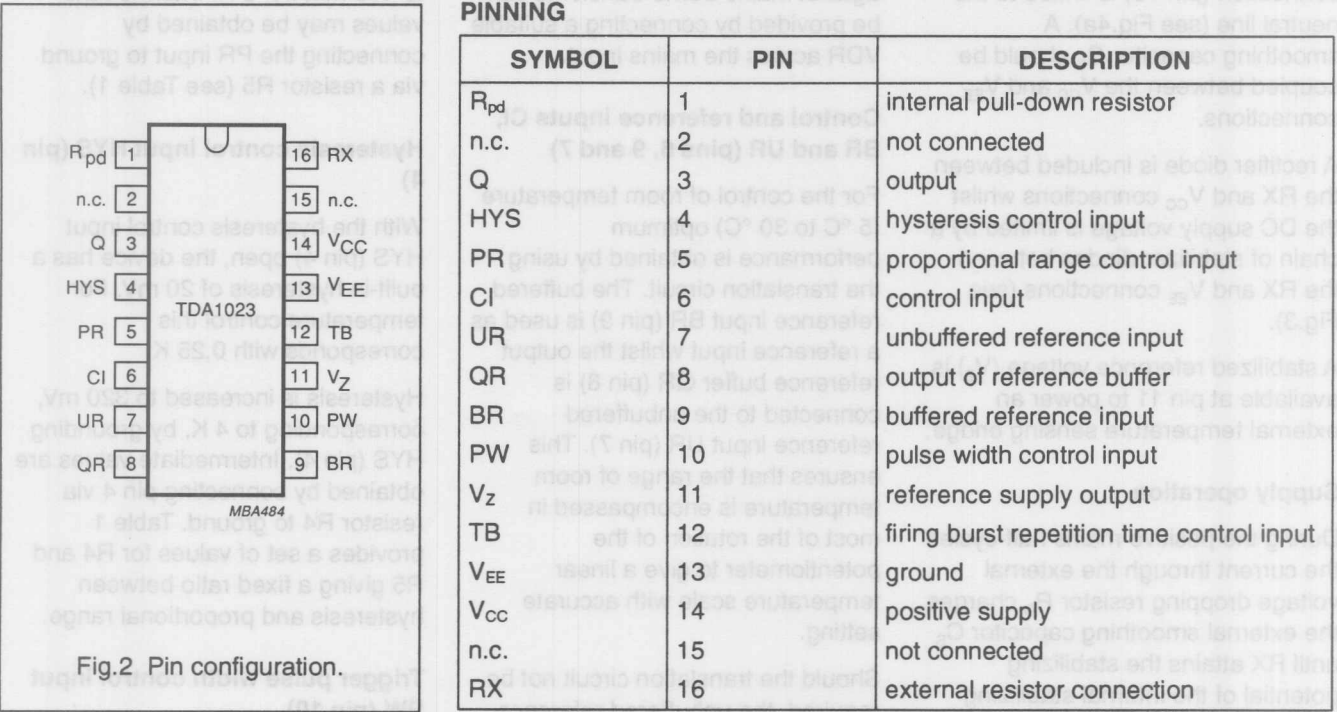 R_pd 1
n.c. 2
Q 3
HYS 4
PR 5
CI 6
UR 7
QR 8
TDA1023
16 RX
15 n.c.
14 V_CC
13 V_EE
12 TB
11 V_Z
10 PW
9 BR
MBA484
Fig.2 Pin configuration.
PINNING
SYMBOL PIN DESCRIPTION
R_pd 1 internal pull-down resistor
n.c. 2 not connected
Q 3 output
HYS 4 hysteresis control input
PR 5 proportional range control input
CI 6 control input
UR 7 unbuffered reference input
QR 8 output of reference buffer
BR 9 buffered reference input
PW 10 pulse width control input
V_Z 11 reference supply output
TB 12 firing burst repetition time control input
V_EE 13 ground
V_CC 14 positive supply
n.c. 15 not connected
RX 16 external resistor connection